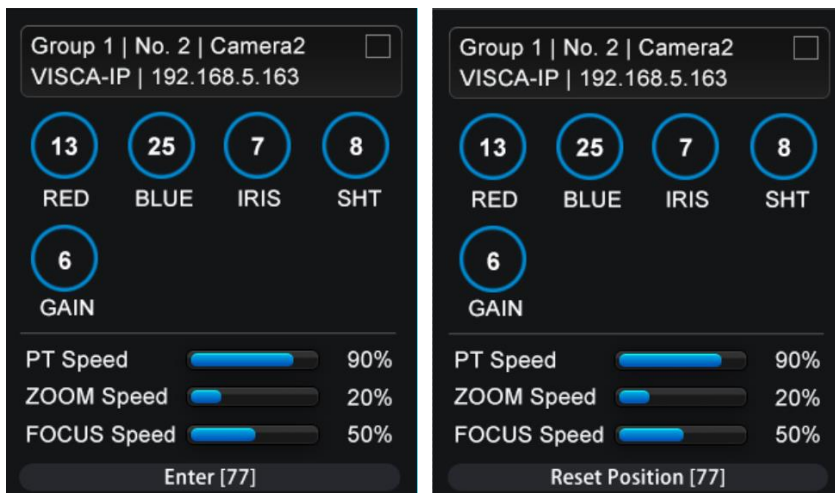 Group 1 | No. 2 | Camera2
VISCA-IP | 192.168.5.163
13 25 7 8
RED BLUE IRIS SHT
6
GAIN
PT Speed 90%
ZOOM Speed 20%
FOCUS Speed 50%
Enter [77]
Group 1 | No. 2 | Camera2
VISCA-IP | 192.168.5.163
13 25 7 8
RED BLUE IRIS SHT
6
GAIN
PT Speed 90%
ZOOM Speed 20%
FOCUS Speed 50%
Reset Position [77]